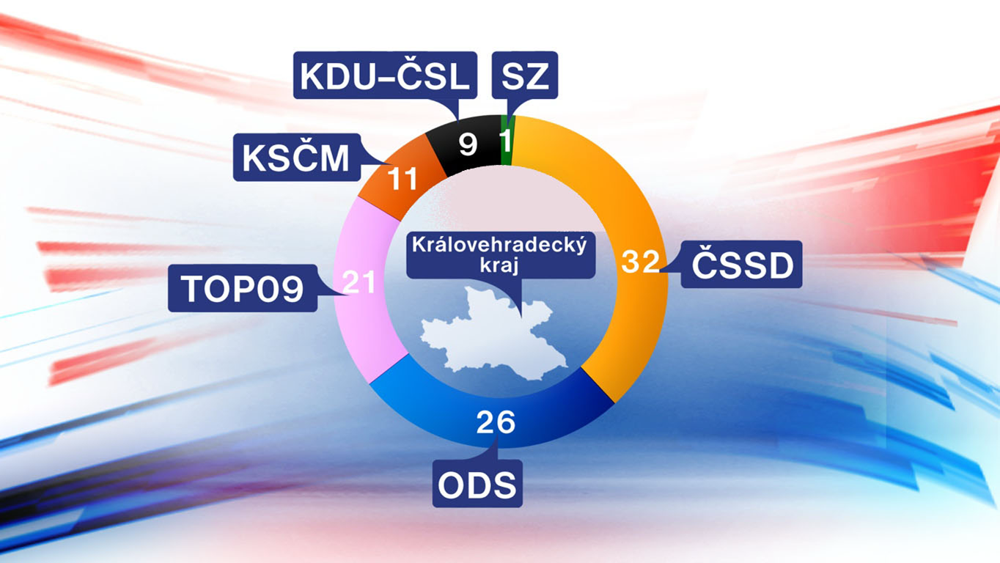 KDU–ČSL
SZ
9
1
KSČM
11
Královehradecký
kraj
32
ČSSD
TOP09
21
26
ODS